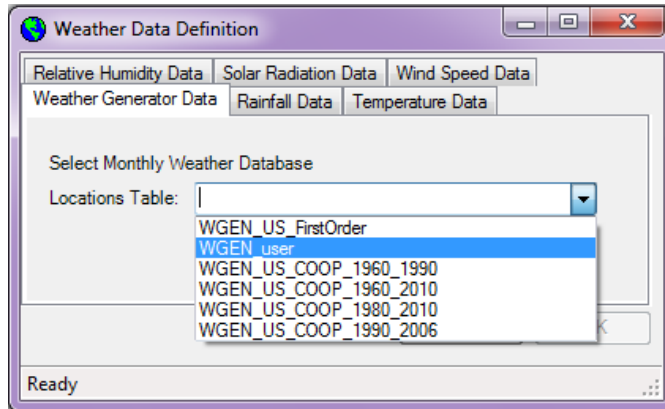 Weather Data Definition
Relative Humidity Data Solar Radiation Data Wind Speed Data
Weather Generator Data Rainfall Data Temperature Data
Select Monthly Weather Database
Locations Table:
WGEN_US_FirstOrder
WGEN_user
WGEN_US_COOP_1960_1990
WGEN_US_COOP_1960_2010
WGEN_US_COOP_1980_2010
WGEN_US_COOP_1990_2006
K
Ready